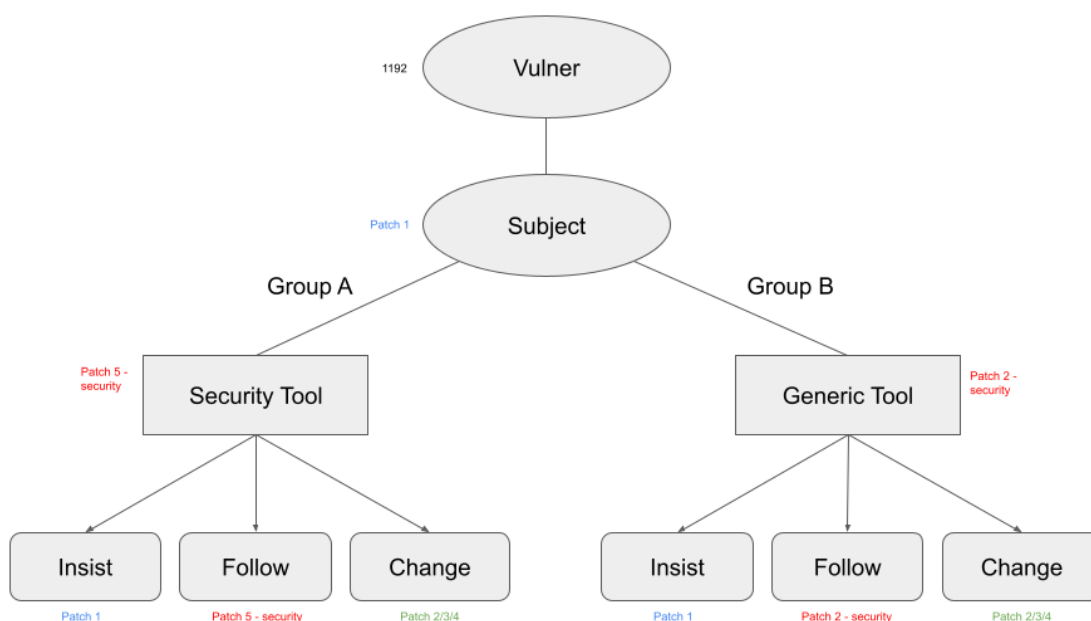 Vulner
1192
Subject
Patch 1
Group A
Group B
Patch 5 -
security
Security Tool
Generic Tool
Patch 2 -
security
Insist
Follow
Change
Insist
Follow
Change
Patch 1
Patch 5 - security
Patch 2/3/4
Patch 1
Patch 2 - security
Patch 2/3/4